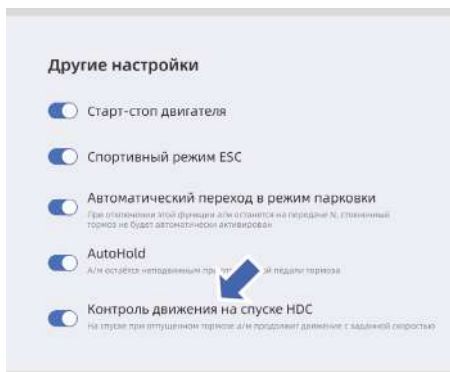 Другие настройки
Старт-стоп двигателя
Спортивный режим ESC
Автоматический переход в режим парковки
При отключении этой функции а/м останется на передаче N, стояночный
тормоз не будет автоматически активирован
AutoHold
А/м остаётся неподвижным при й педали тормоза
Контроль движения на спуске HDC
На спуске при отпущенном тормозе а/м продолжит движение с заданной скоростью